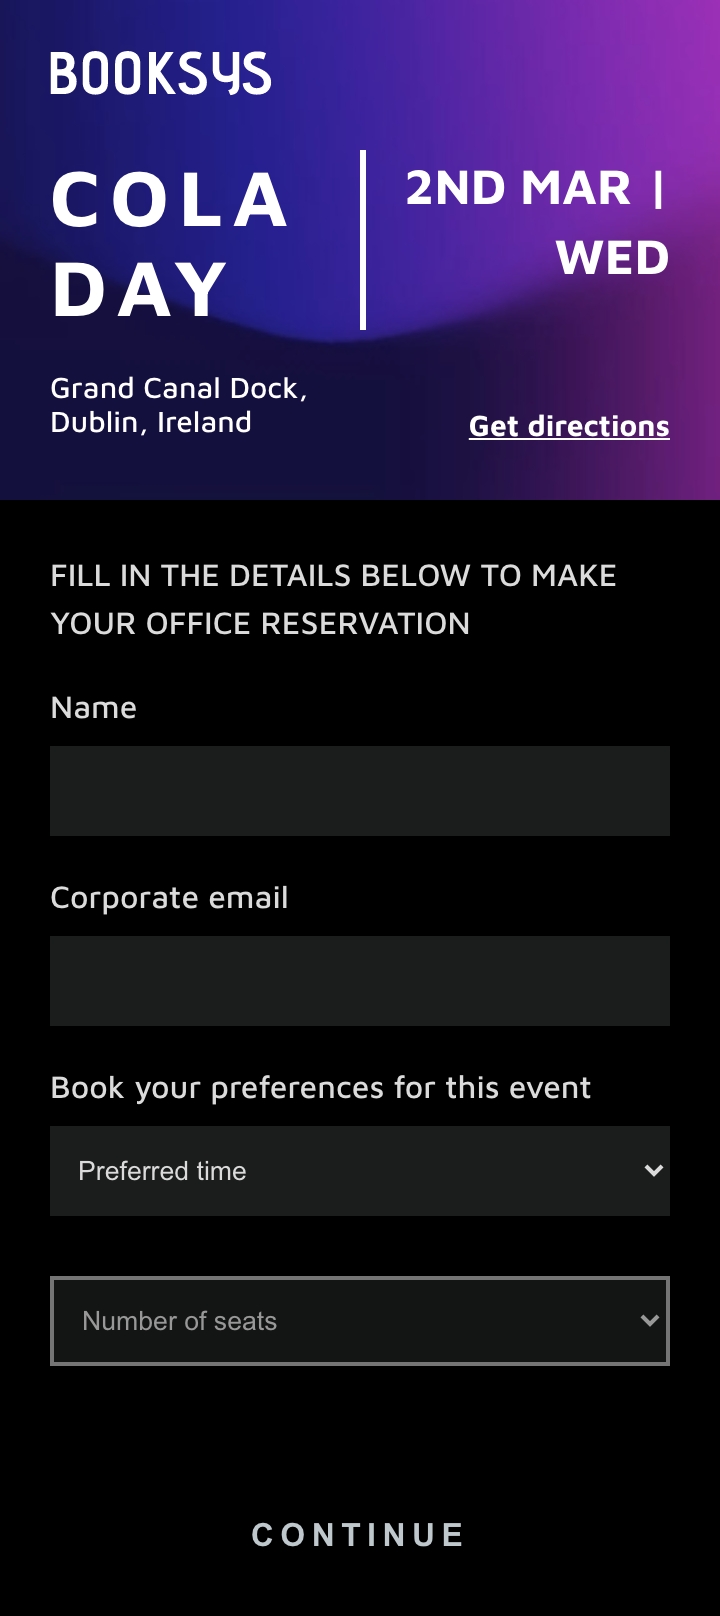 BOOKSYS
COLA
DAY
2ND MAR |
WED
Grand Canal Dock,
Dublin, Ireland
Get directions
FILL IN THE DETAILS BELOW TO MAKE
YOUR OFFICE RESERVATION
Name
Corporate email
Book your preferences for this event
Preferred time
Number of seats
CONTINUE